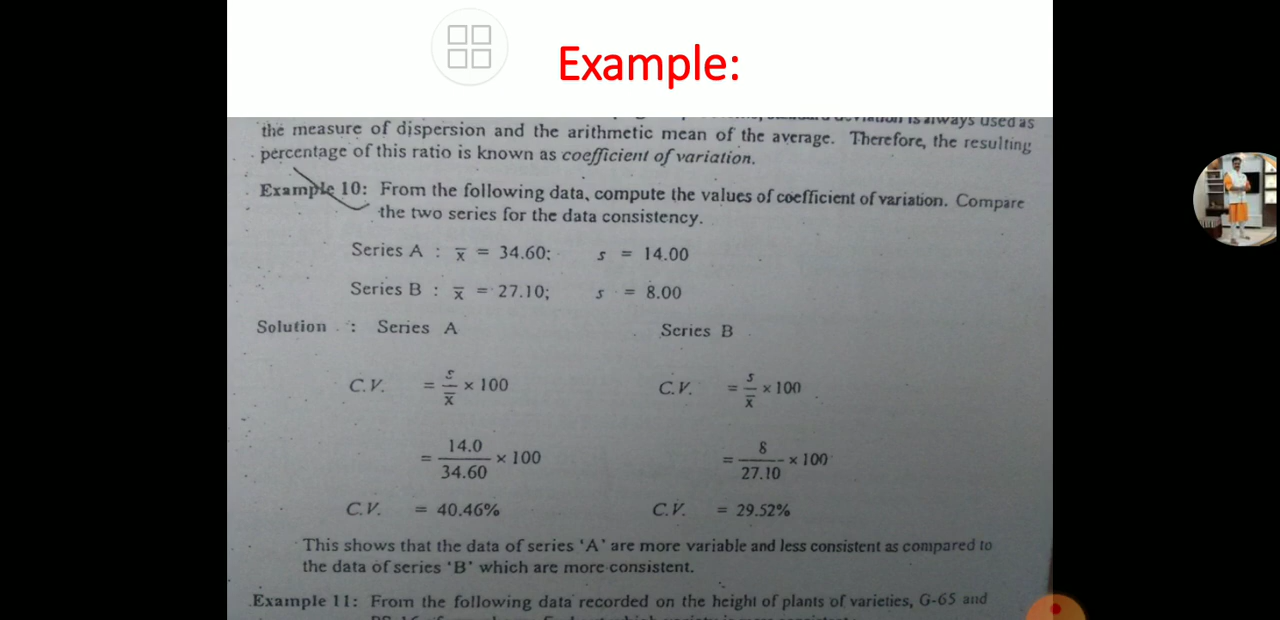 Example:
is always used as
the measure of dispersion and the arithmetic mean of the average. Therefore, the resulting
percentage of this ratio is known as coefficient of variation.
Example 10: From the following data, compute the values of coefficient of variation. Compare
the two series for the data consistency.
Series A : x̄ = 34.60; s = 14.00
Series B : x̄ = 27.10; s = 8.00
Solution : Series A Series B
C.V. = s/x̄ × 100 C.V. = s/x̄ × 100
= 14.0/34.60 × 100 = 8/27.10 × 100
C.V. = 40.46% C.V. = 29.52%
This shows that the data of series 'A' are more variable and less consistent as compared to
the data of series 'B' which are more consistent.
Example 11: From the following data recorded on the height of plants of varieties, G-65 and